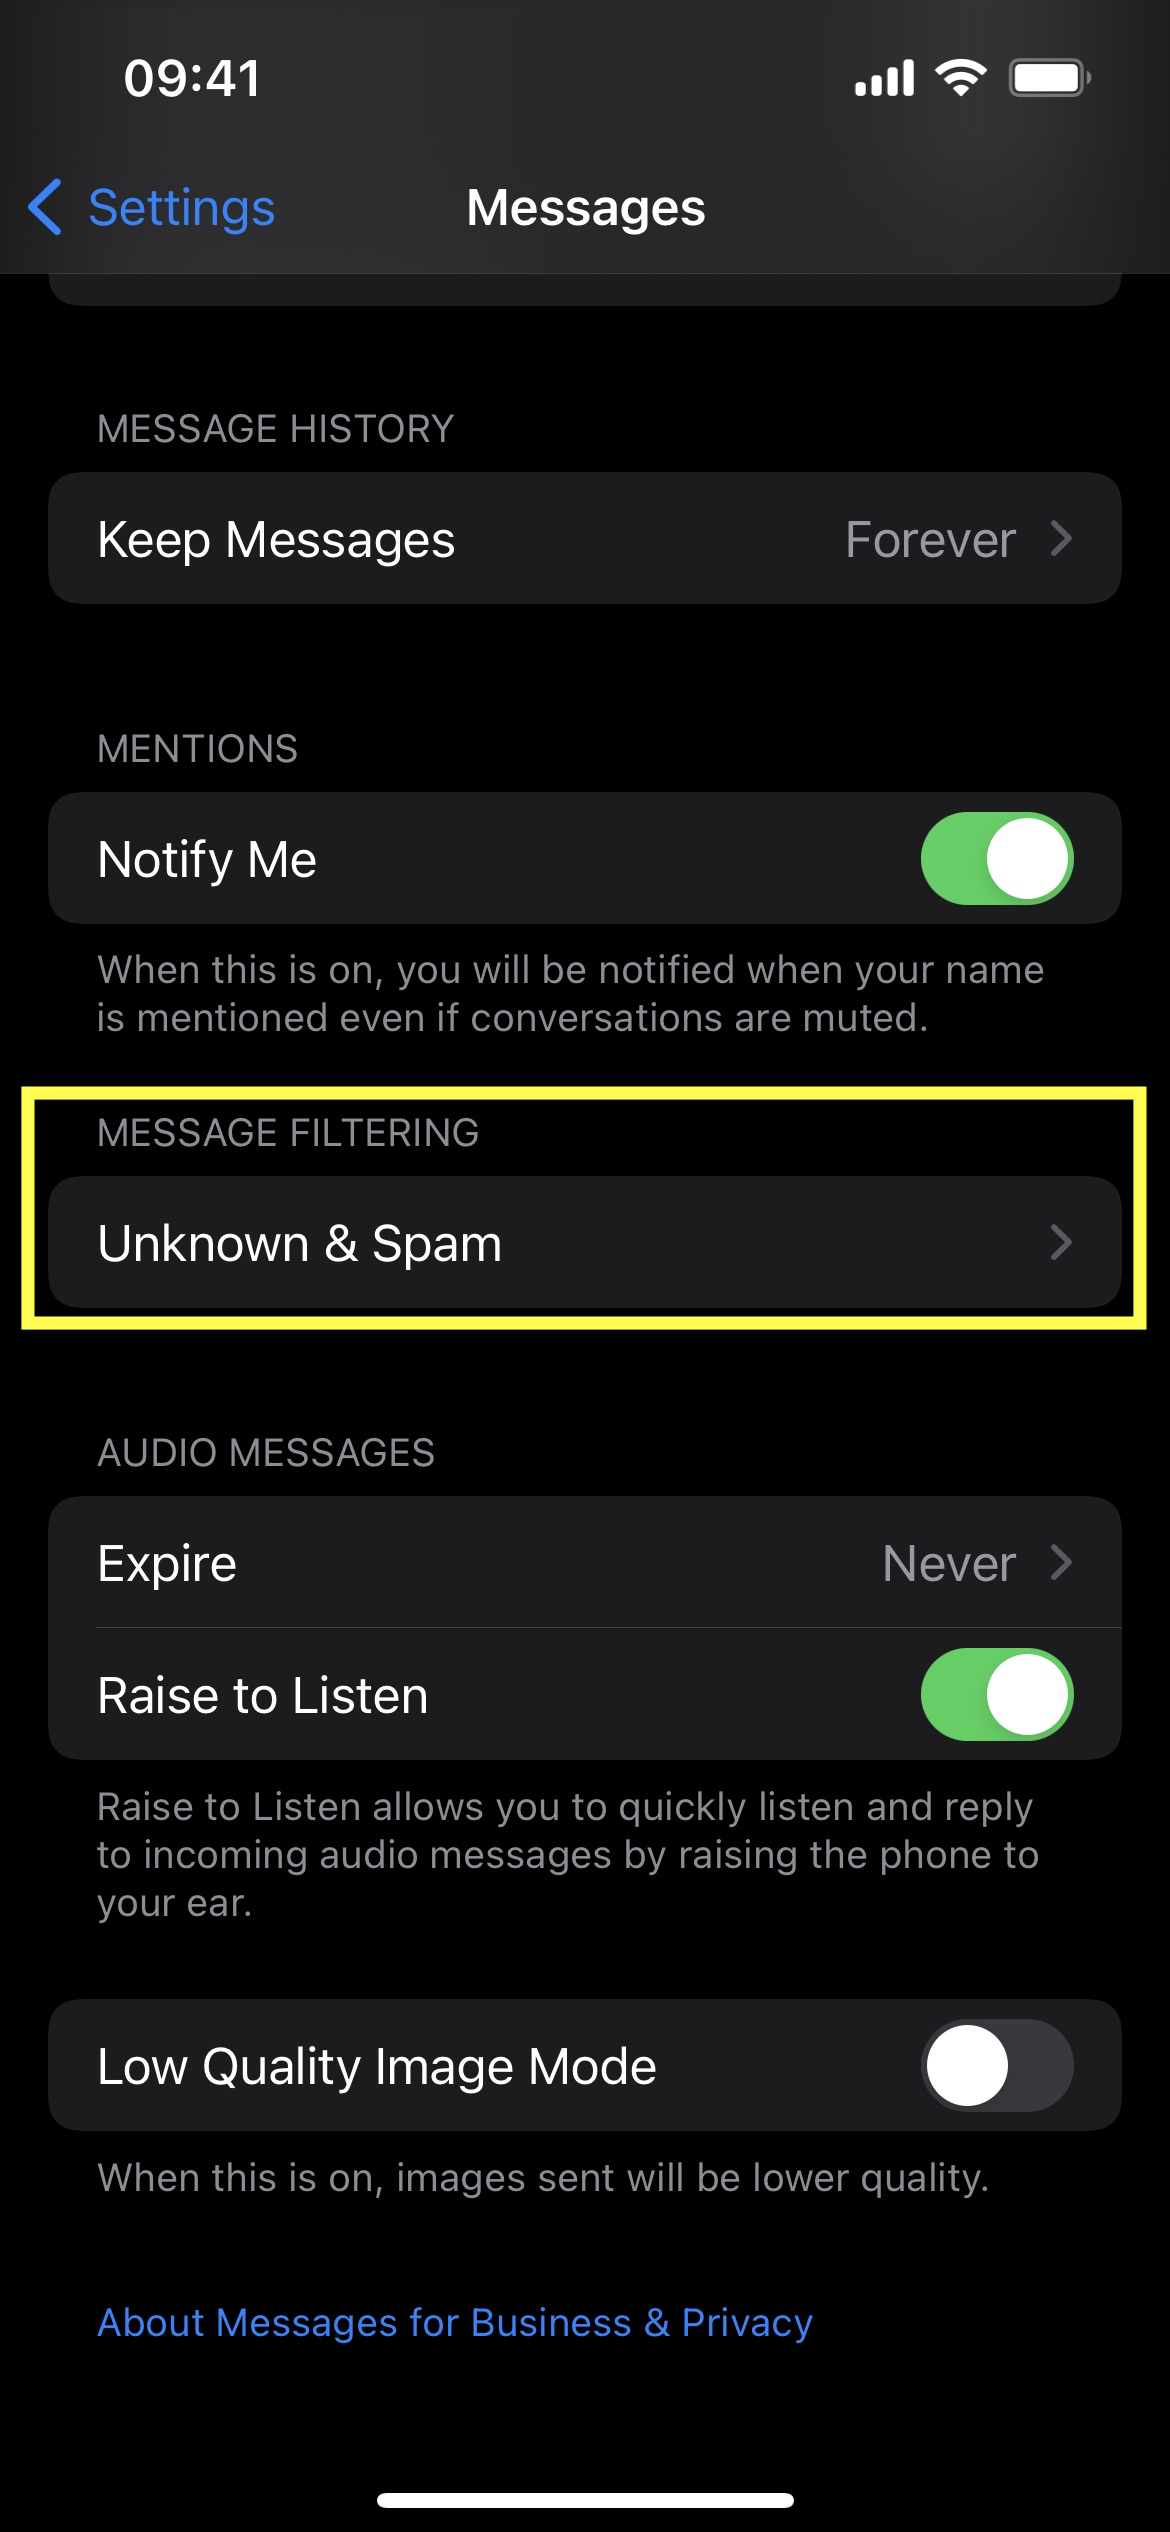 09:41
Settings
Messages
MESSAGE HISTORY
Keep Messages Forever
MENTIONS
Notify Me
When this is on, you will be notified when your name
is mentioned even if conversations are muted.
MESSAGE FILTERING
Unknown & Spam
AUDIO MESSAGES
Expire Never
Raise to Listen
Raise to Listen allows you to quickly listen and reply
to incoming audio messages by raising the phone to
your ear.
Low Quality Image Mode
When this is on, images sent will be lower quality.
About Messages for Business & Privacy